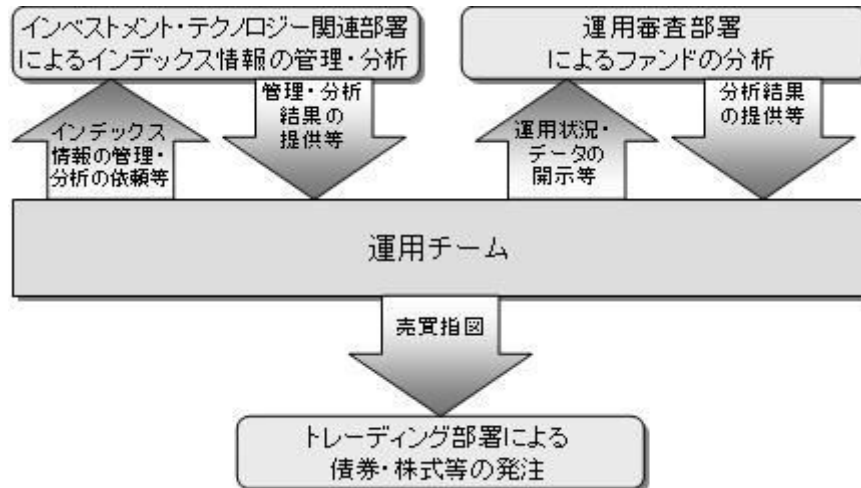 インベストメント・テクノロジー関連部署
によるインデックス情報の管理・分析
運用審査部署
によるファンドの分析
インデックス
情報の管理・
分析の依頼等
管理・分析
結果の
提供等
運用状況・
データの
開示等
分析結果
の提供等
運用チーム
売買指図
トレーディング部署による
債券・株式等の発注